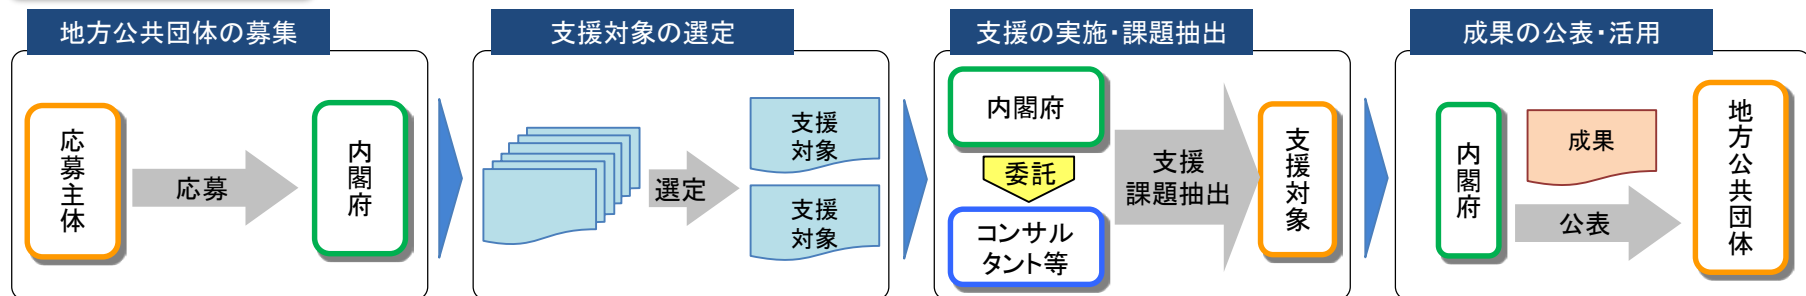 地方公共団体の募集
応募主体
応募
内閣府
支援対象の選定
選定
支援
対象
支援
対象
支援の実施・課題抽出
内閣府
委託
コンサル
タント等
支援
課題抽出
支援対象
成果の公表・活用
内閣府
成果
公表
地方公共団体